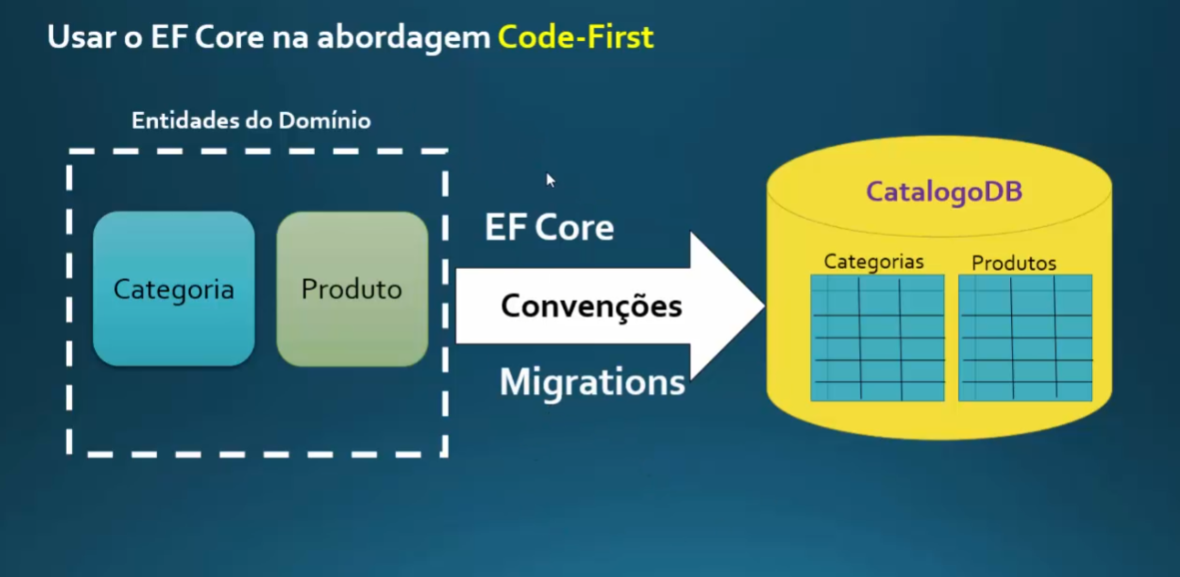 Usar o EF Core na abordagem Code-First
Entidades do Domínio
Categoria
Produto
EF Core
Convenções
Migrations
CatalogoDB
Categorias
Produtos